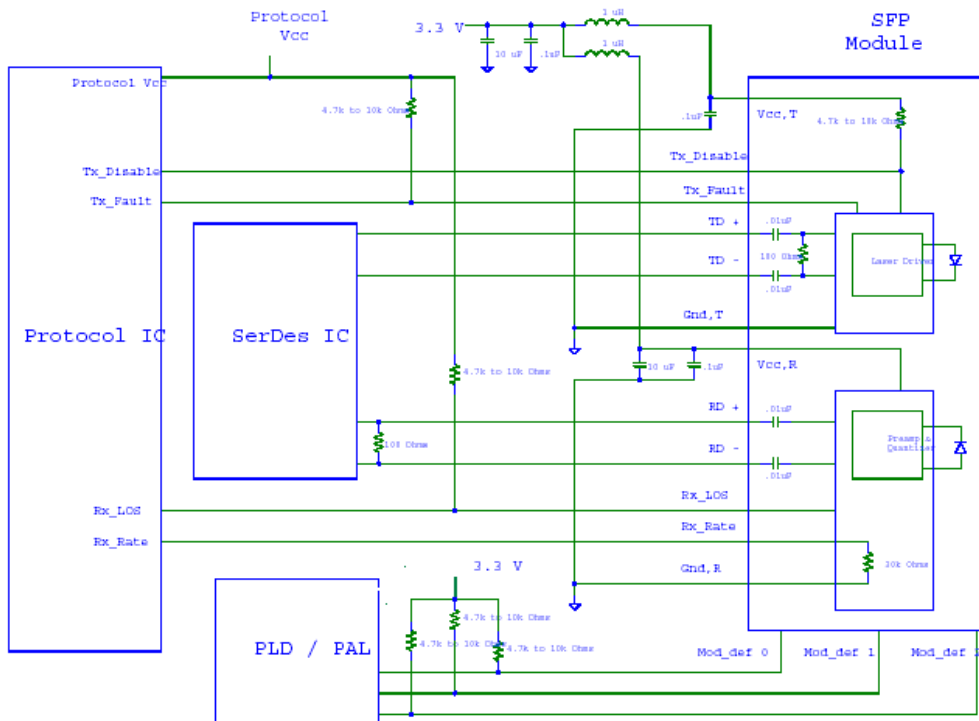 Protocol
Vcc
3.3 V
1 uH
1 uH
10 uF
.1uF
SFP
Module
Protocol Vcc
4.7k to 10k Ohms
.1uF
Vcc,T
4.7k to 10k Ohms
Tx_Disable
Tx_Disable
Tx_Fault
Tx_Fault
TD +
.01uF
TD -
100 Ohms
.01uF
Laser Driver
Gnd,T
Protocol IC
SerDes IC
4.7k to 10k Ohms
10 uF
.1uF
Vcc,R
RD +
.01uF
100 Ohms
RD -
.01uF
Preamp &
Quantizer
Rx_LOS
Rx_LOS
Rx_Rate
Rx_Rate
3.3 V
Gnd,R
30k Ohms
4.7k to 10k Ohms
4.7k to 10k Ohms
4.7k to 10k Ohms
PLD / PAL
Mod_def 0
Mod_def 1
Mod_def